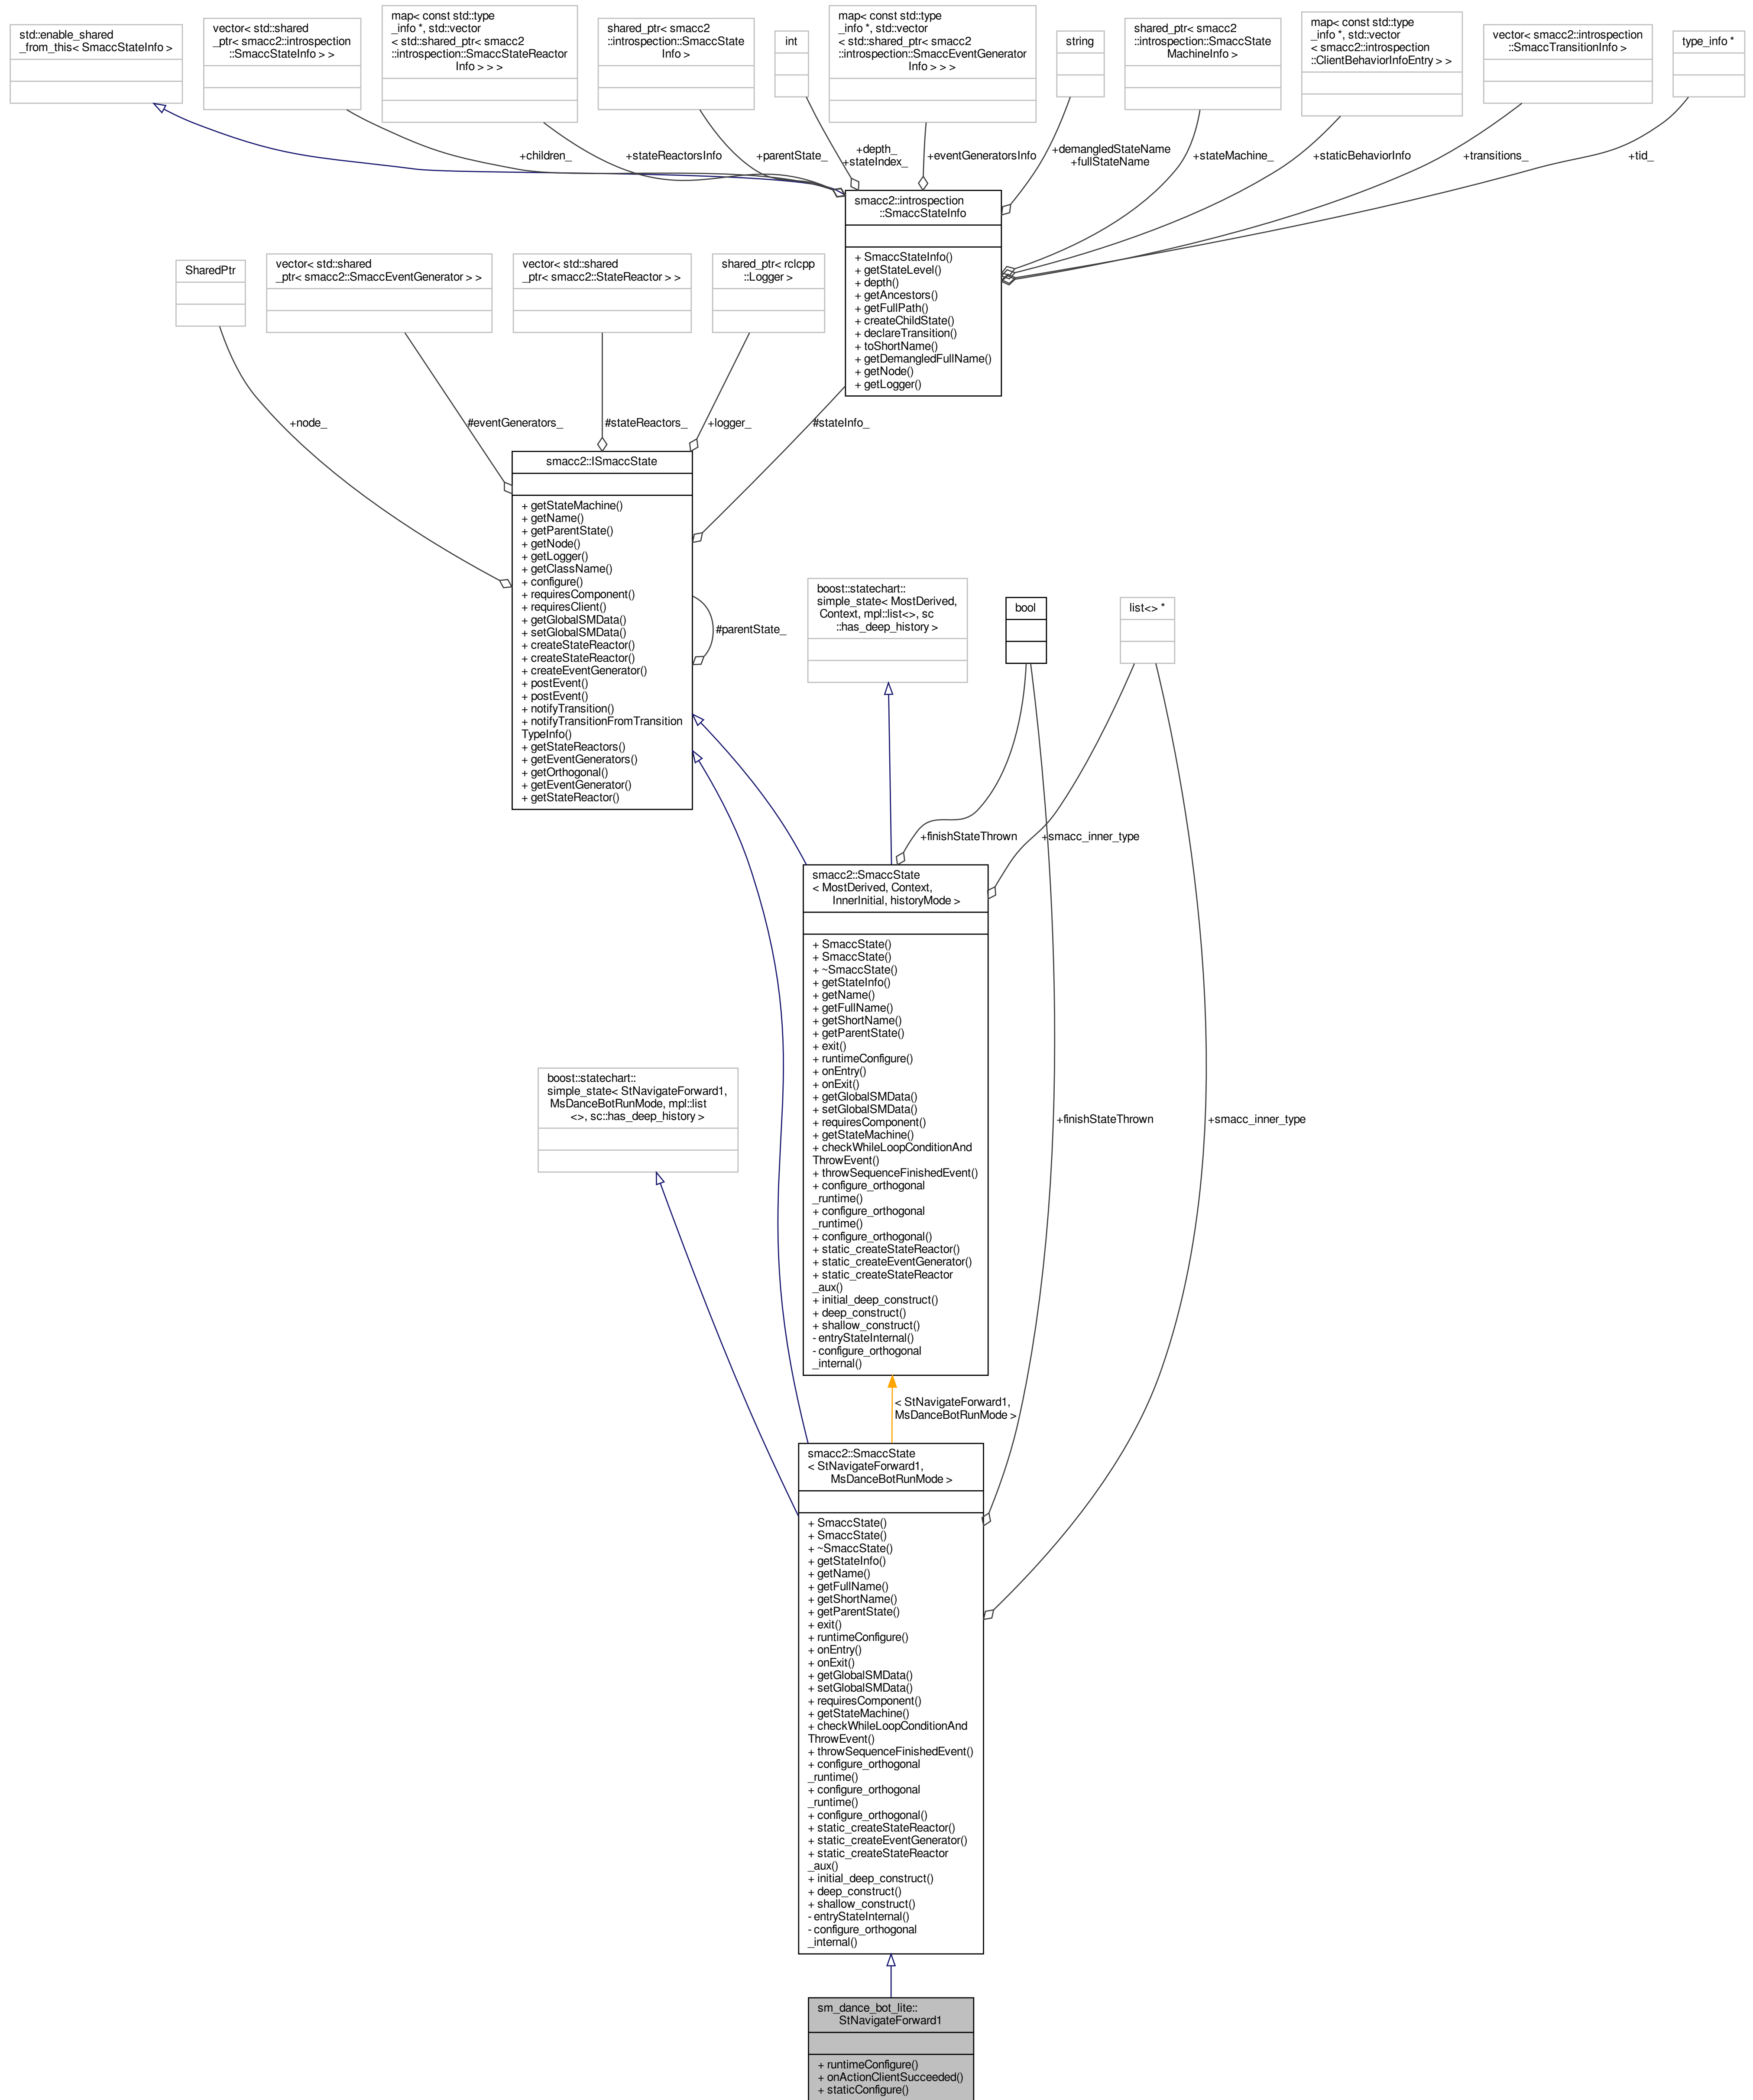 std::enable_shared
_from_this< SmaccStateInfo >
vector< std::shared
_ptr< smacc2::introspection
::SmaccStateInfo > >
map< const std::type
_info *, std::vector
< std::shared_ptr< smacc2
::introspection::SmaccStateReactor
Info > > >
shared_ptr< smacc2
::introspection::SmaccState
Info >
int
map< const std::type
_info *, std::vector
< std::shared_ptr< smacc2
::introspection::SmaccEventGenerator
Info > > >
string
shared_ptr< smacc2
::introspection::SmaccState
MachineInfo >
map< const std::type
_info *, std::vector
< smacc2::introspection
::ClientBehaviorInfoEntry > >
vector< smacc2::introspection
::SmaccTransitionInfo >
type_info *
+children_
+stateReactorsInfo
+parentState_
+depth_
+stateIndex_
+eventGeneratorsInfo
+demangledStateName
+fullStateName
+stateMachine_
+staticBehaviorInfo
+transitions_
+tid_
smacc2::introspection
::SmaccStateInfo
+ SmaccStateInfo()
+ getStateLevel()
+ depth()
+ getAncestors()
+ getFullPath()
+ createChildState()
+ declareTransition()
+ toShortName()
+ getDemangledFullName()
+ getNode()
+ getLogger()
SharedPtr
vector< std::shared
_ptr< smacc2::SmaccEventGenerator > >
vector< std::shared
_ptr< smacc2::StateReactor > >
shared_ptr< rclcpp
::Logger >
+node_
#eventGenerators_
#stateReactors_
+logger_
#stateInfo_
smacc2::ISmaccState
+ getStateMachine()
+ getName()
+ getParentState()
+ getNode()
+ getLogger()
+ getClassName()
+ configure()
+ requiresComponent()
+ requiresClient()
+ getGlobalSMData()
+ setGlobalSMData()
+ createStateReactor()
+ createStateReactor()
+ createEventGenerator()
+ postEvent()
+ postEvent()
+ notifyTransition()
+ notifyTransitionFromTransition
TypeInfo()
+ getStateReactors()
+ getEventGenerators()
+ getOrthogonal()
+ getEventGenerator()
+ getStateReactor()
#parentState_
boost::statechart::
simple_state< MostDerived,
Context, mpl::list<>, sc
::has_deep_history >
bool
list<> *
+finishStateThrown
+smacc_inner_type
smacc2::SmaccState
< MostDerived, Context,
InnerInitial, historyMode >
+ SmaccState()
+ SmaccState()
+ ~SmaccState()
+ getStateInfo()
+ getName()
+ getFullName()
+ getShortName()
+ getParentState()
+ exit()
+ runtimeConfigure()
+ onEntry()
+ onExit()
+ getGlobalSMData()
+ setGlobalSMData()
+ requiresComponent()
+ getStateMachine()
+ checkWhileLoopConditionAnd
ThrowEvent()
+ throwSequenceFinishedEvent()
+ configure_orthogonal
_runtime()
+ configure_orthogonal
_runtime()
+ configure_orthogonal()
+ static_createStateReactor()
+ static_createEventGenerator()
+ static_createStateReactor
_aux()
+ initial_deep_construct()
+ deep_construct()
+ shallow_construct()
- entryStateInternal()
- configure_orthogonal
_internal()
boost::statechart::
simple_state< StNavigateForward1,
MsDanceBotRunMode, mpl::list
<>, sc::has_deep_history >
+finishStateThrown
+smacc_inner_type
< StNavigateForward1,
MsDanceBotRunMode >
smacc2::SmaccState
< StNavigateForward1,
MsDanceBotRunMode >
+ SmaccState()
+ SmaccState()
+ ~SmaccState()
+ getStateInfo()
+ getName()
+ getFullName()
+ getShortName()
+ getParentState()
+ exit()
+ runtimeConfigure()
+ onEntry()
+ onExit()
+ getGlobalSMData()
+ setGlobalSMData()
+ requiresComponent()
+ getStateMachine()
+ checkWhileLoopConditionAnd
ThrowEvent()
+ throwSequenceFinishedEvent()
+ configure_orthogonal
_runtime()
+ configure_orthogonal
_runtime()
+ configure_orthogonal()
+ static_createStateReactor()
+ static_createEventGenerator()
+ static_createStateReactor
_aux()
+ initial_deep_construct()
+ deep_construct()
+ shallow_construct()
- entryStateInternal()
- configure_orthogonal
_internal()
sm_dance_bot_lite::
StNavigateForward1
+ runtimeConfigure()
+ onActionClientSucceeded()
+ staticConfigure()